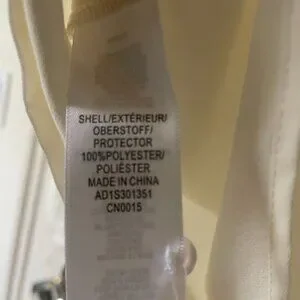 SHELL/EXTÉRIEUR/
OBERSTOFF/
PROTECTOR
100%POLYESTER/
POLIÉSTER
MADE IN CHINA
AD1S301351
CN0015